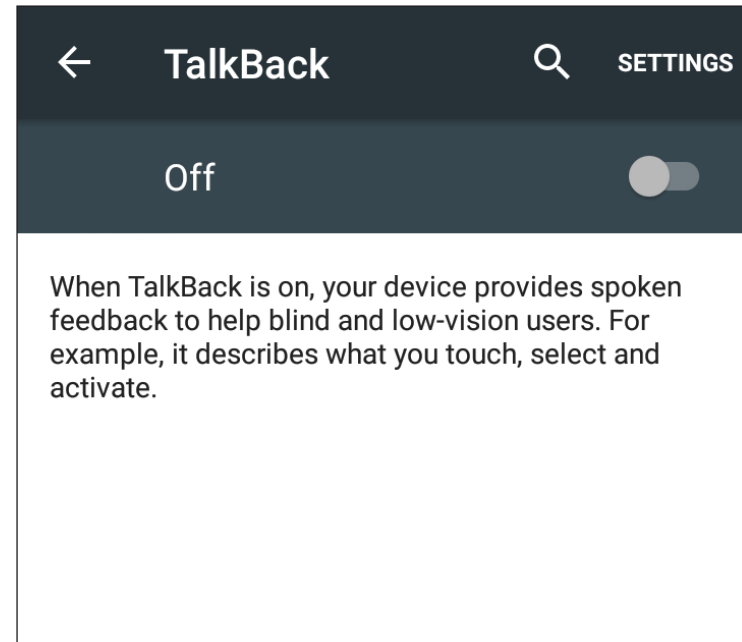 TalkBack SETTINGS
Off
When TalkBack is on, your device provides spoken
feedback to help blind and low-vision users. For
example, it describes what you touch, select and
activate.